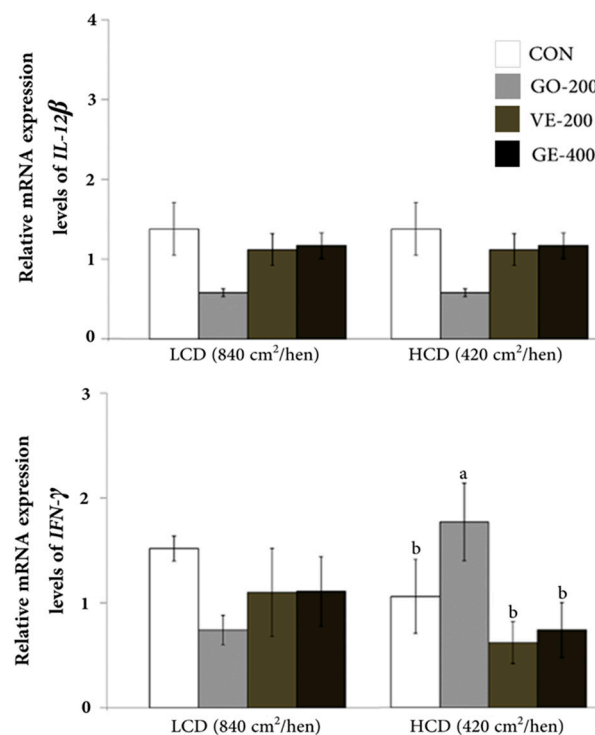 4
CON
GO-200
3
VE-200
GE-400
Relative mRNA expression
levels of IL-12β
2
1
0
LCD (840 cm²/hen)
HCD (420 cm²/hen)
3
a
Relative mRNA expression
levels of IFN-γ
2
b
b
b
1
0
LCD (840 cm²/hen)
HCD (420 cm²/hen)